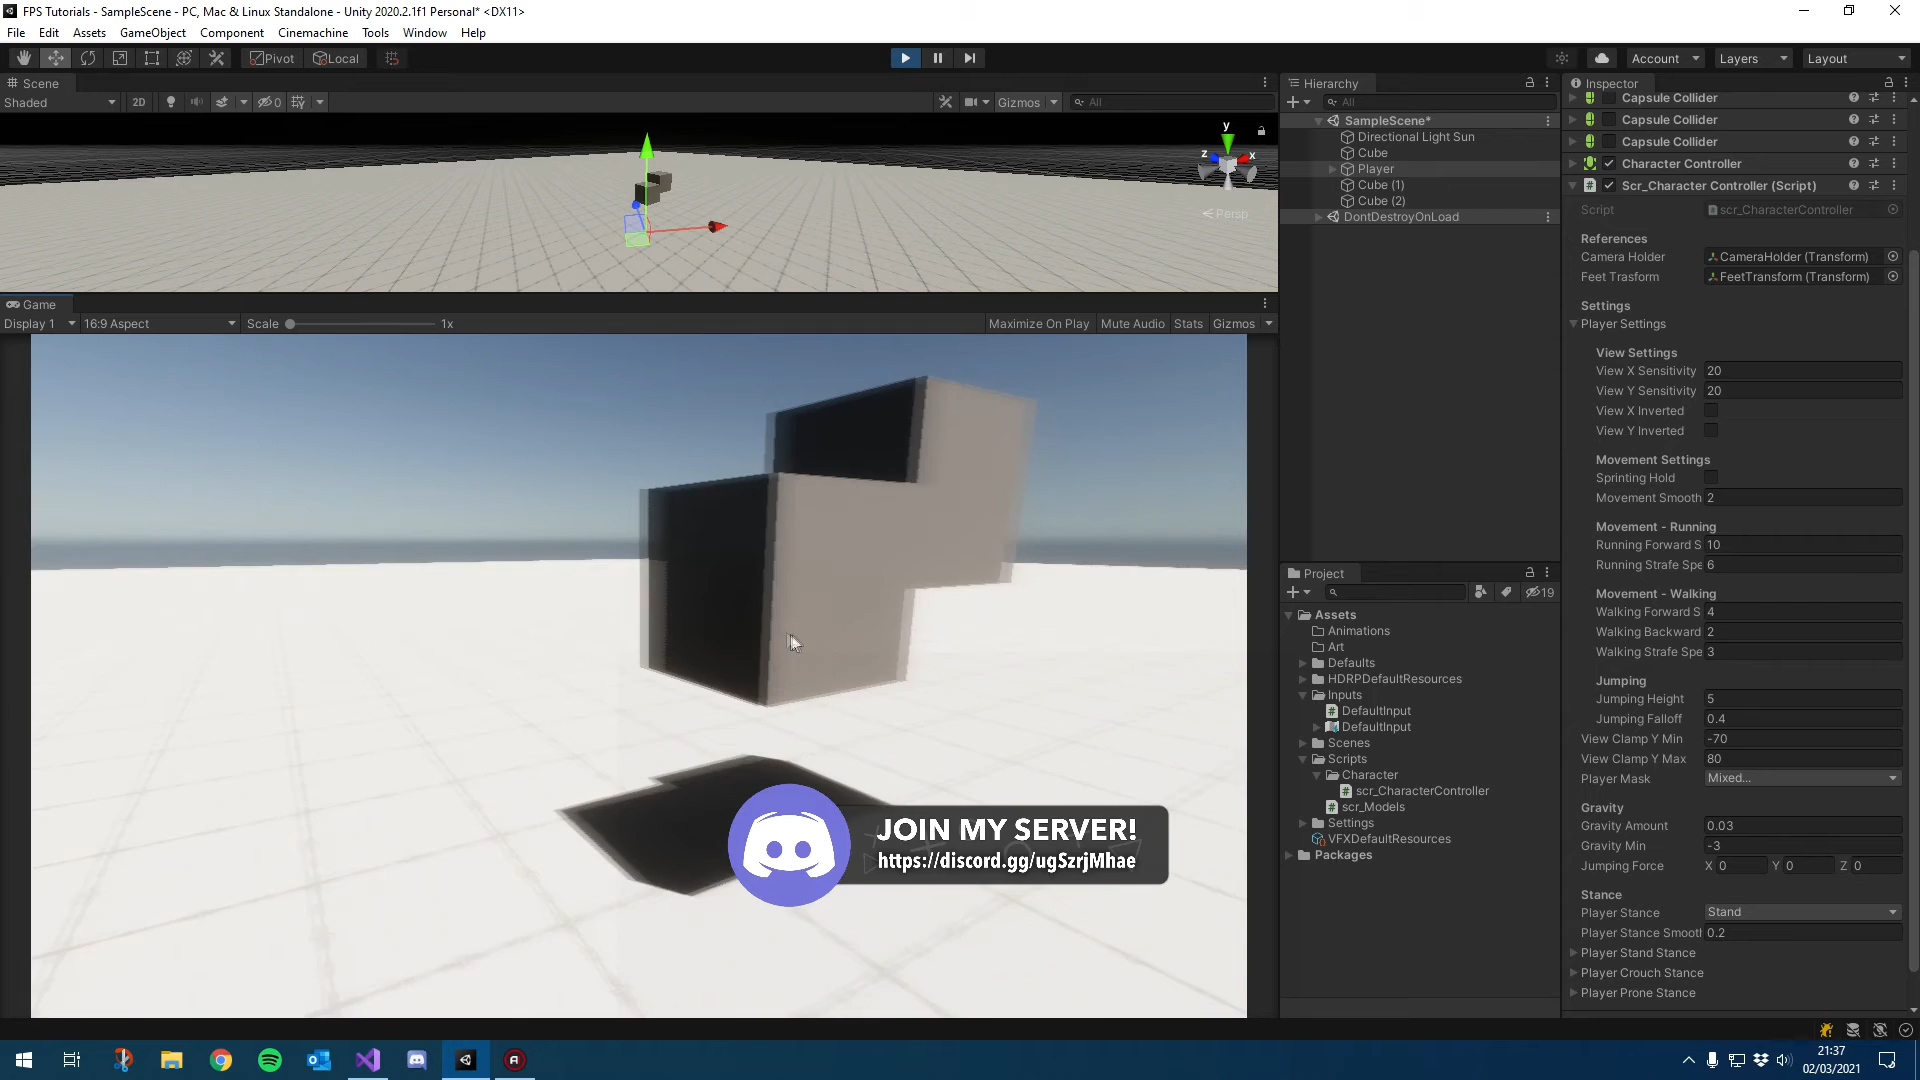 FPS Tutorials - SampleScene - PC, Mac & Linux Standalone - Unity 2020.2.1f1 Personal* <DX11>
File Edit Assets GameObject Component Cinemachine Tools Window Help
Pivot Local Account Layers Layout
Scene
Shaded 2D 0 Gizmos All
y
z x
Persp
Game
Display 1 16:9 Aspect Scale 1x Maximize On Play Mute Audio Stats Gizmos
JOIN MY SERVER!
https://discord.gg/ugSzrjMhae
Hierarchy
All
SampleScene*
Directional Light Sun
Cube
Player
Cube (1)
Cube (2)
DontDestroyOnLoad
Project
19
Assets
Animations
Art
Defaults
HDRPDefaultResources
Inputs
DefaultInput
DefaultInput
Scenes
Scripts
Character
scr_CharacterController
scr_Models
Settings
VFXDefaultResources
Packages
Inspector
Capsule Collider
Capsule Collider
Capsule Collider
Character Controller
Scr_Character Controller (Script)
Script scr_CharacterController
References
Camera Holder CameraHolder (Transform)
Feet Trasform FeetTransform (Transform)
Settings
Player Settings
View Settings
View X Sensitivity 20
View Y Sensitivity 20
View X Inverted
View Y Inverted
Movement Settings
Sprinting Hold
Movement Smooth 2
Movement - Running
Running Forward S 10
Running Strafe Spe 6
Movement - Walking
Walking Forward S 4
Walking Backward 2
Walking Strafe Spe 3
Jumping
Jumping Height 5
Jumping Falloff 0.4
View Clamp Y Min -70
View Clamp Y Max 80
Player Mask Mixed...
Gravity
Gravity Amount 0.03
Gravity Min -3
Jumping Force X 0 Y 0 Z 0
Stance
Player Stance Stand
Player Stance Smoot 0.2
Player Stand Stance
Player Crouch Stance
Player Prone Stance
21:37
02/03/2021